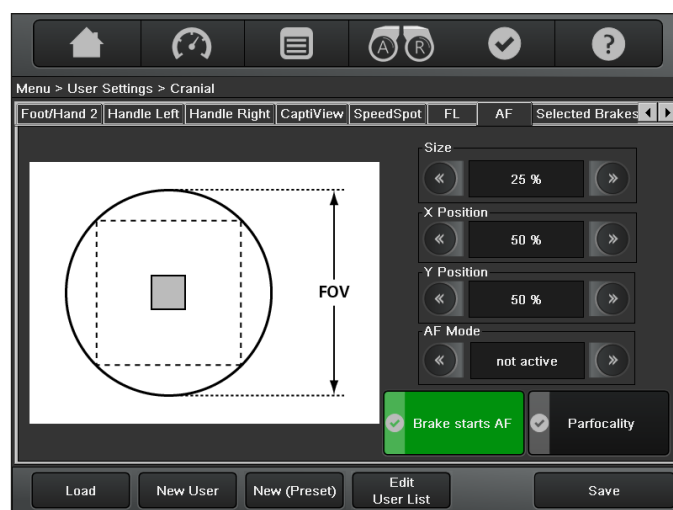 A R
?
Menu > User Settings > Cranial
Foot/Hand 2 Handle Left Handle Right CaptiView SpeedSpot FL AF Selected Brakes
Size
25 %
X Position
50 %
Y Position
50 %
AF Mode
not active
FOV
Brake starts AF
Parfocality
Load
New User
New (Preset)
Edit
User List
Save